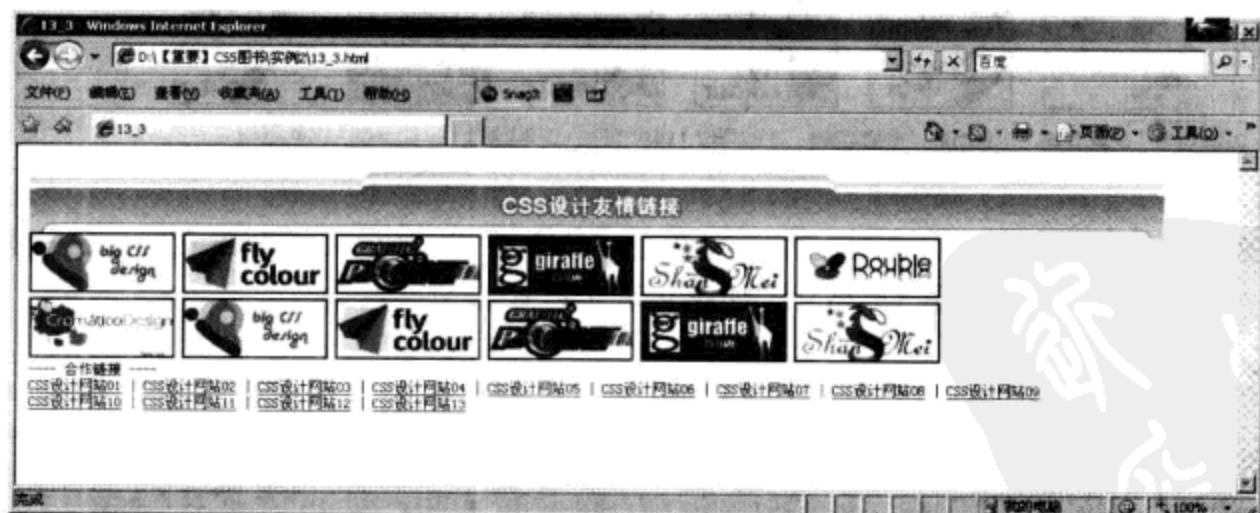 13_3 Windows Internet Explorer
D:\【重要】CSS图书\实例2\13_3.html 百度
文件(F) 编辑(E) 查看(V) 收藏夹(A) 工具(T) 帮助(H) SnagIt
13_3 页面(P) 工具(O)
CSS设计友情链接
big CSS design fly colour giraffe Shan Mei Double
CromaticoDesign big CSS design fly colour giraffe Shan Mei
---- 合作链接 ----
CSS设计网站01 | CSS设计网站02 | CSS设计网站03 | CSS设计网站04 | CSS设计网站05 | CSS设计网站06 | CSS设计网站07 | CSS设计网站08 | CSS设计网站09
CSS设计网站10 | CSS设计网站11 | CSS设计网站12 | CSS设计网站13
完成 我的电脑 100%